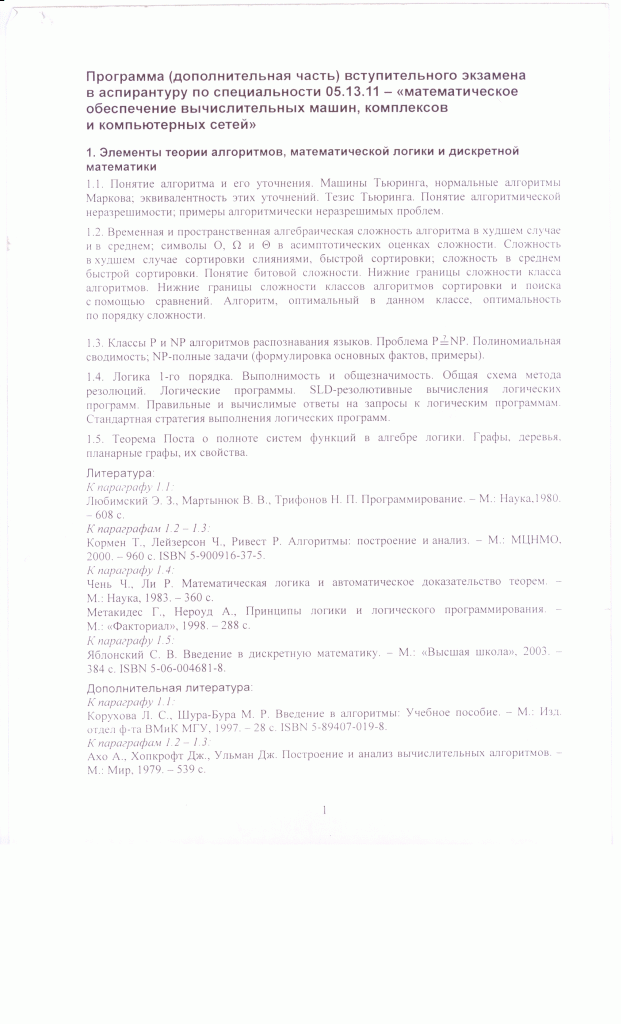 Программа (дополнительная часть) вступительного экзамена
в аспирантуру по специальности 05.13.11 – «математическое
обеспечение вычислительных машин, комплексов
и компьютерных сетей»
1. Элементы теории алгоритмов, математической логики и дискретной
математики
1.1. Понятие алгоритма и его уточнения. Машины Тьюринга, нормальные алгоритмы
Маркова; эквивалентность этих уточнений. Тезис Тьюринга. Понятие алгоритмической
неразрешимости; примеры алгоритмически неразрешимых проблем.
1.2. Временная и пространственная алгебраическая сложность алгоритма в худшем случае
и в среднем; символы O, Ω и Θ в асимптотических оценках сложности. Сложность
в худшем случае сортировки слияниями, быстрой сортировки; сложность в среднем
быстрой сортировки. Понятие битовой сложности. Нижние границы сложности класса
алгоритмов. Нижние границы сложности классов алгоритмов сортировки и поиска
с помощью сравнений. Алгоритм, оптимальный в данном классе, оптимальность
по порядку сложности.
1.3. Классы P и NP алгоритмов распознавания языков. Проблема P≟NP. Полиномиальная
сводимость; NP-полные задачи (формулировка основных фактов, примеры).
1.4. Логика 1-го порядка. Выполнимость и общезначимость. Общая схема метода
резолюций. Логические программы. SLD-резолютивные вычисления логических
программ. Правильные и вычислимые ответы на запросы к логическим программам.
Стандартная стратегия выполнения логических программ.
1.5. Теорема Поста о полноте систем функций в алгебре логики. Графы, деревья,
планарные графы, их свойства.
Литература:
К параграфу 1.1:
Любимский Э. З., Мартынюк В. В., Трифонов Н. П. Программирование. – М.: Наука,1980.
– 608 с.
К параграфам 1.2 – 1.3:
Кормен Т., Лейзерсон Ч., Ривест Р. Алгоритмы: построение и анализ. – М.: МЦНМО,
2000. – 960 с. ISBN 5-900916-37-5.
К параграфу 1.4:
Чень Ч., Ли Р. Математическая логика и автоматическое доказательство теорем. –
М.: Наука, 1983. – 360 с.
Метакидес Г., Нероуд А., Принципы логики и логического программирования. –
М.: «Факториал», 1998. – 288 с.
К параграфу 1.5:
Яблонский С. В. Введение в дискретную математику. – М.: «Высшая школа», 2003. –
384 с. ISBN 5-06-004681-8.
Дополнительная литература:
К параграфу 1.1:
Корухова Л. С., Шура-Бура М. Р. Введение в алгоритмы: Учебное пособие. – М.: Изд.
отдел ф-та ВМиК МГУ, 1997. – 28 с. ISBN 5-89407-019-8.
К параграфам 1.2 – 1.3.
Ахо А., Хопкрофт Дж., Ульман Дж. Построение и анализ вычислительных алгоритмов. –
М.: Мир, 1979. – 539 с.
1